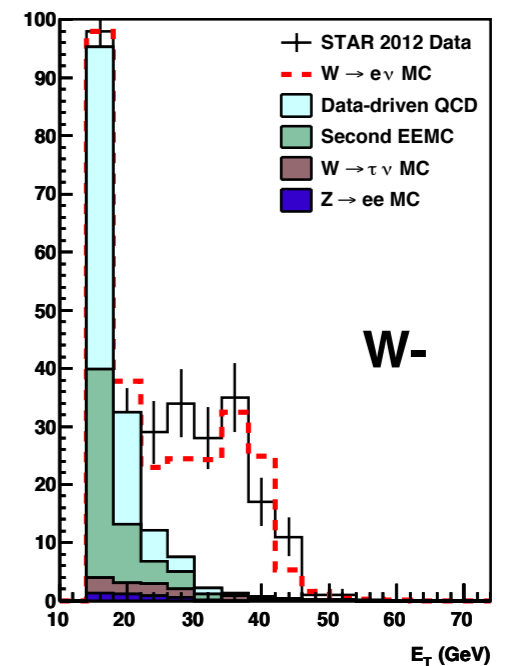 100
90
80
70
60
50
40
30
20
10
0
STAR 2012 Data
W → e ν MC
Data-driven QCD
Second EEMC
W → τ ν MC
Z → ee MC
W-
10 20 30 40 50 60 70
E_T (GeV)